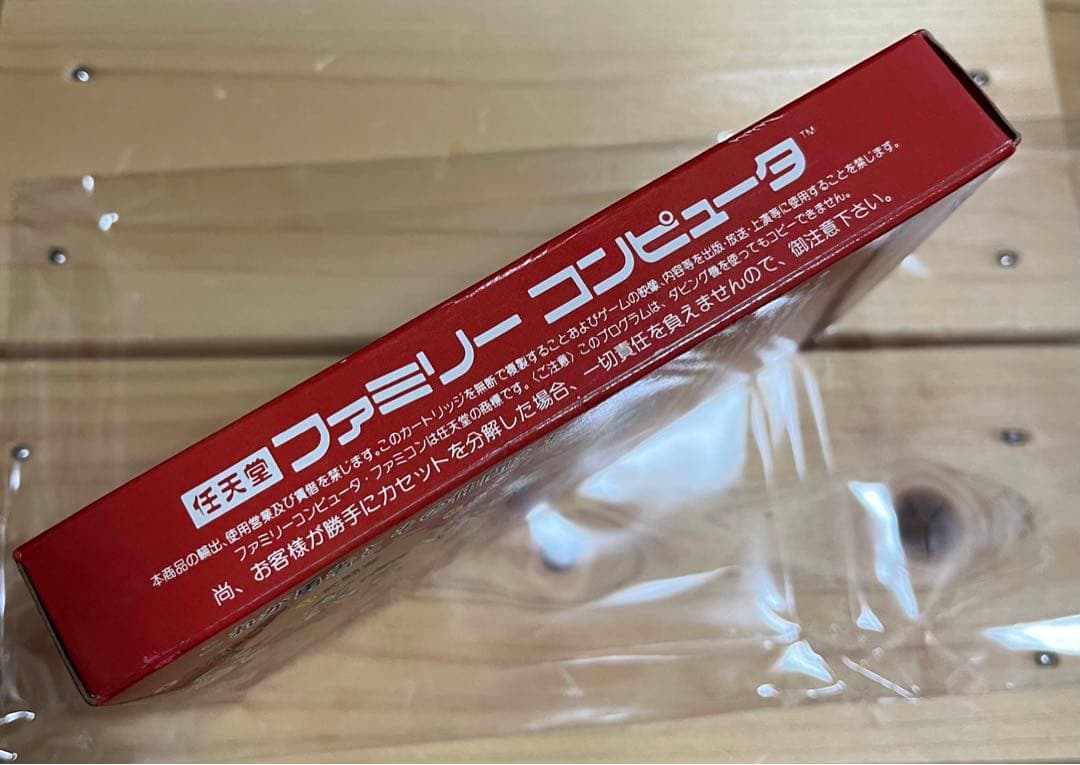 任天堂 ファミリー コンピュータ™
本商品の輸出、使用営業及び賃借を禁じます。このカートリッジを無断で複製することおよびゲームの映像、内容等を出版・放送・上演等に使用することを禁じます。
ファミリーコンピュータ・ファミコンは任天堂の商標です。〈ご注意〉このプログラムは、ダビング機を使ってもコピーできません。
尚、お客様が勝手にカセットを分解した場合、一切責任を負えませんので、御注意下さい。